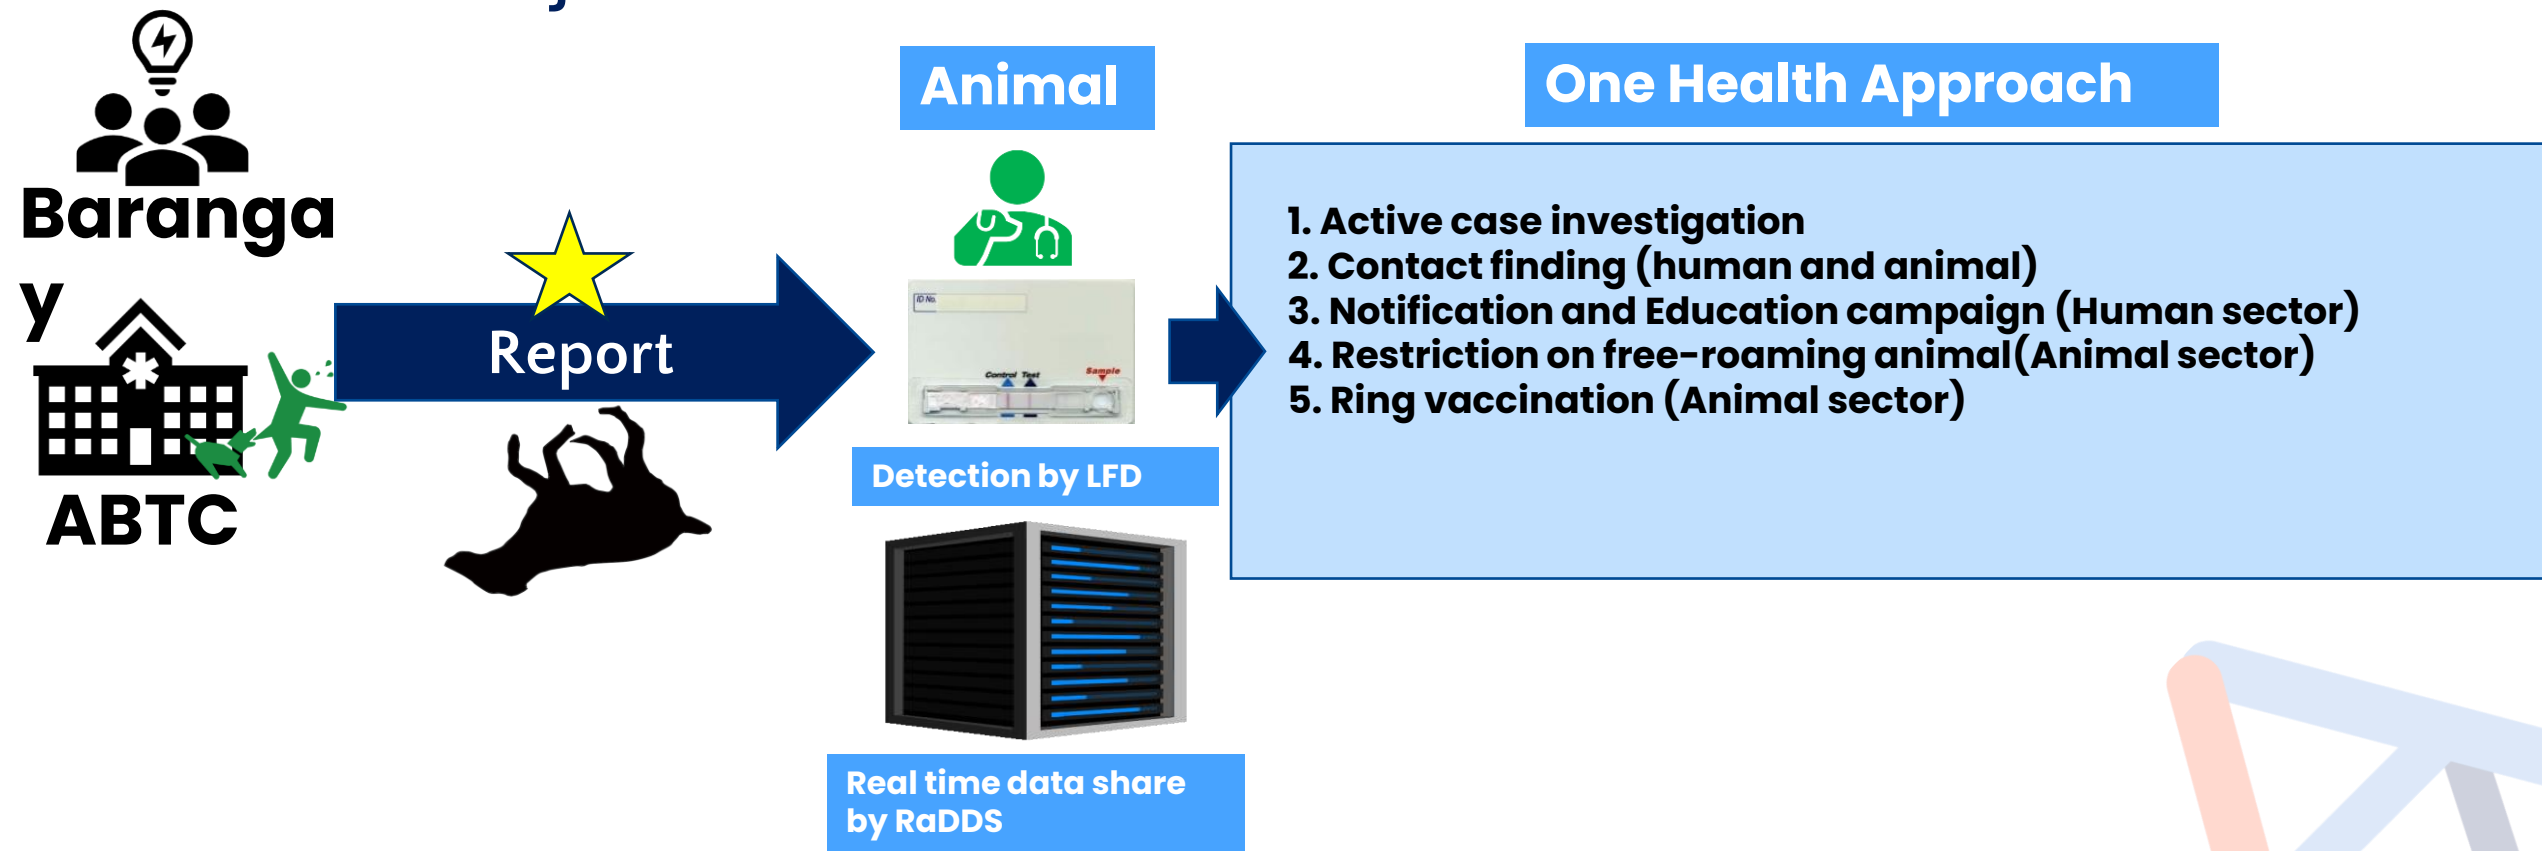 Baranga
y
ABTC
Report
Animal
ID No.
Control Test
Sample
Detection by LFD
Real time data share
by RaDDS
One Health Approach
1. Active case investigation
2. Contact finding (human and animal)
3. Notification and Education campaign (Human sector)
4. Restriction on free-roaming animal(Animal sector)
5. Ring vaccination (Animal sector)